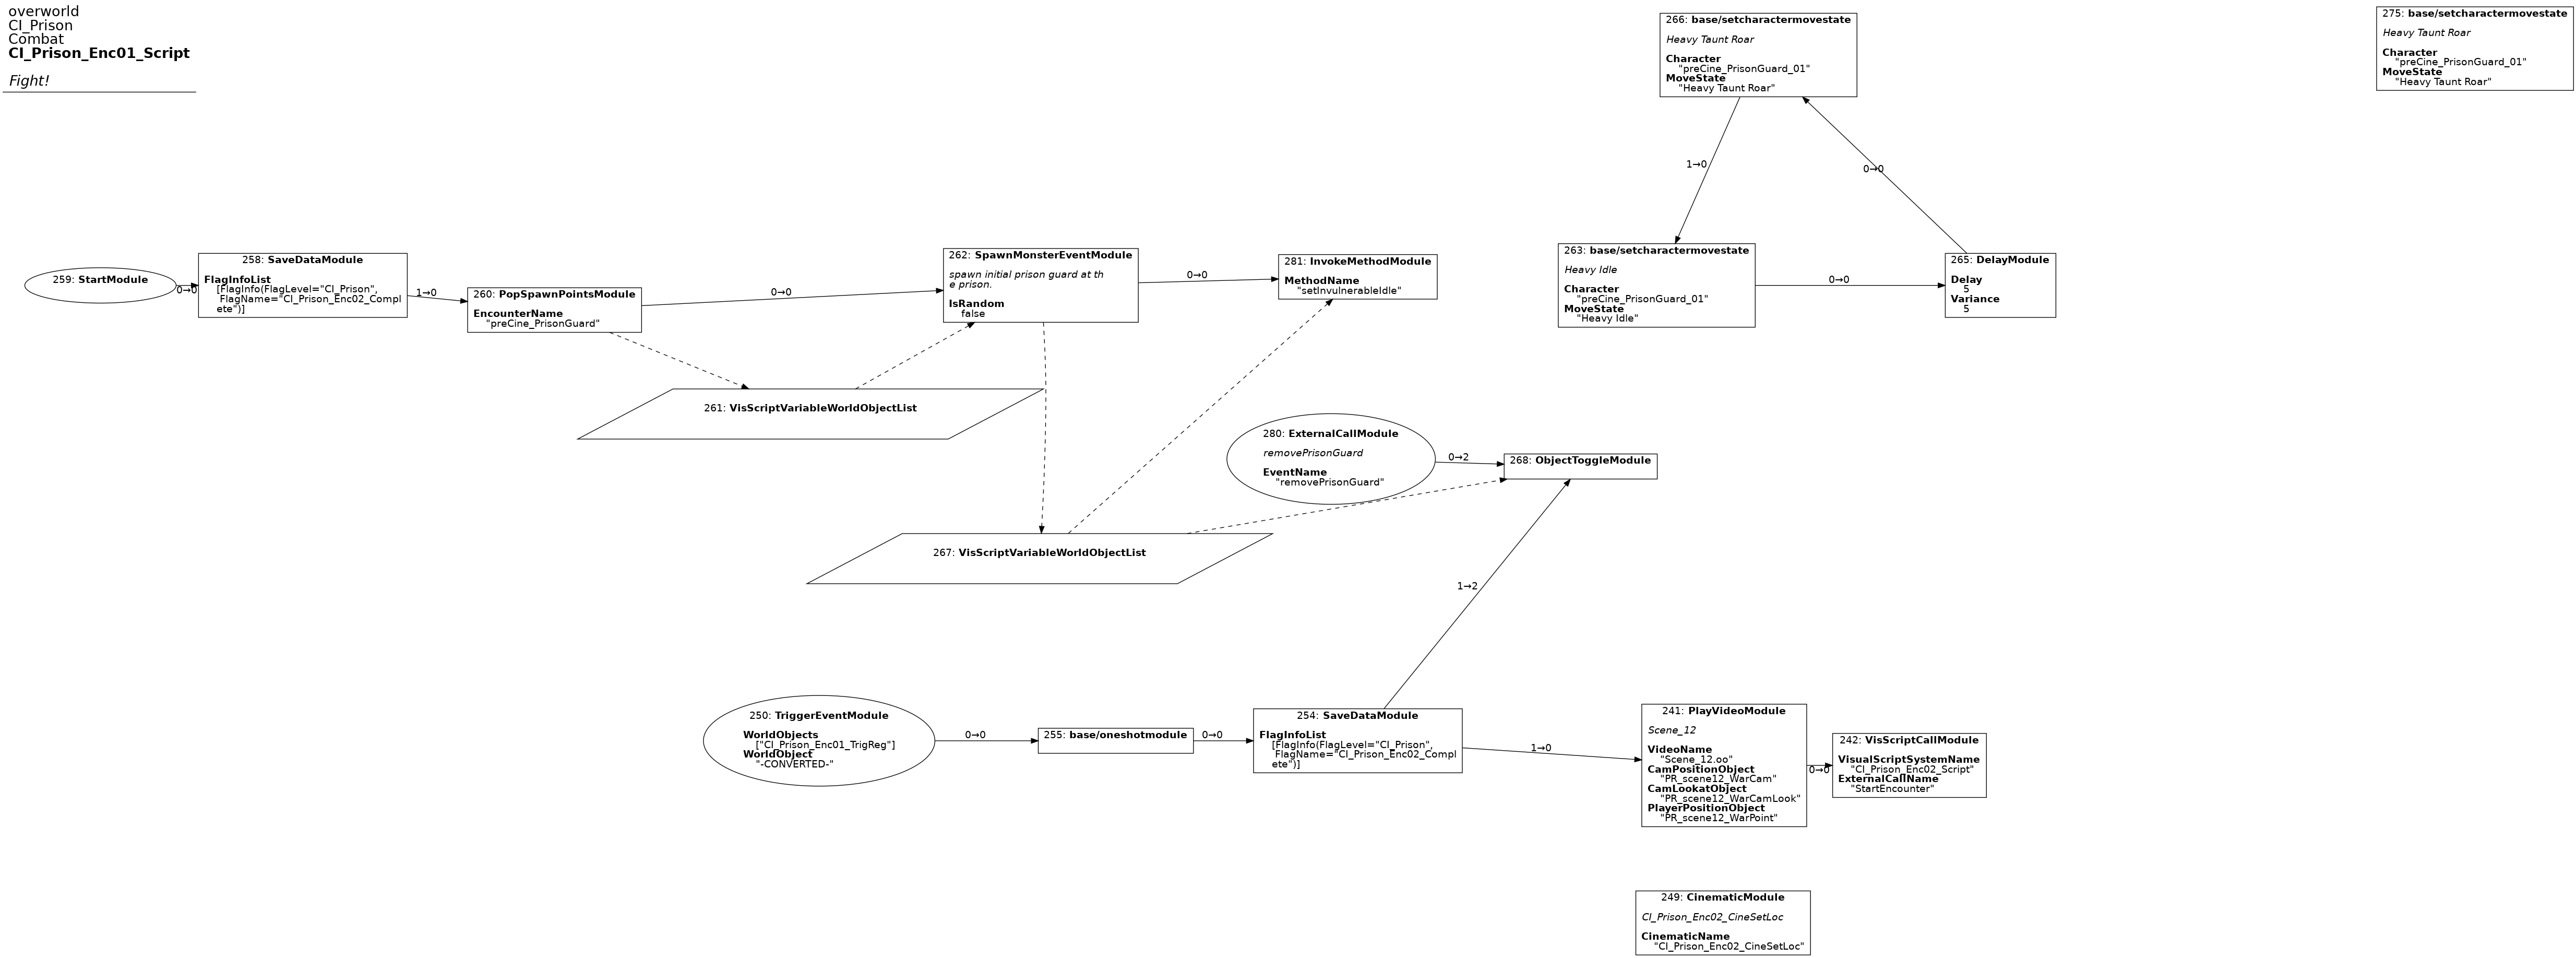 overworld
CI_Prison
Combat
CI_Prison_Enc01_Script
Fight!
266: base/setcharactermovestate
Heavy Taunt Roar
Character
"preCine_PrisonGuard_01"
MoveState
"Heavy Taunt Roar"
275: base/setcharactermovestate
Heavy Taunt Roar
Character
"preCine_PrisonGuard_01"
MoveState
"Heavy Taunt Roar"
1→0
0→0
259: StartModule
0→0
258: SaveDataModule
FlagInfoList
[FlagInfo(FlagLevel="CI_Prison",
FlagName="CI_Prison_Enc02_Compl
ete")]
1→0
260: PopSpawnPointsModule
EncounterName
"preCine_PrisonGuard"
0→0
262: SpawnMonsterEventModule
spawn initial prison guard at th
e prison.
IsRandom
false
0→0
281: InvokeMethodModule
MethodName
"setInvulnerableIdle"
263: base/setcharactermovestate
Heavy Idle
Character
"preCine_PrisonGuard_01"
MoveState
"Heavy Idle"
0→0
265: DelayModule
Delay
5
Variance
5
261: VisScriptVariableWorldObjectList
280: ExternalCallModule
removePrisonGuard
EventName
"removePrisonGuard"
0→2
268: ObjectToggleModule
267: VisScriptVariableWorldObjectList
1→2
250: TriggerEventModule
WorldObjects
["CI_Prison_Enc01_TrigReg"]
WorldObject
"-CONVERTED-"
0→0
255: base/oneshotmodule
0→0
254: SaveDataModule
FlagInfoList
[FlagInfo(FlagLevel="CI_Prison",
FlagName="CI_Prison_Enc02_Compl
ete")]
1→0
241: PlayVideoModule
Scene_12
VideoName
"Scene_12.oo"
CamPositionObject
"PR_scene12_WarCam"
CamLookatObject
"PR_scene12_WarCamLook"
PlayerPositionObject
"PR_scene12_WarPoint"
0→0
242: VisScriptCallModule
VisualScriptSystemName
"CI_Prison_Enc02_Script"
ExternalCallName
"StartEncounter"
249: CinematicModule
CI_Prison_Enc02_CineSetLoc
CinematicName
"CI_Prison_Enc02_CineSetLoc"